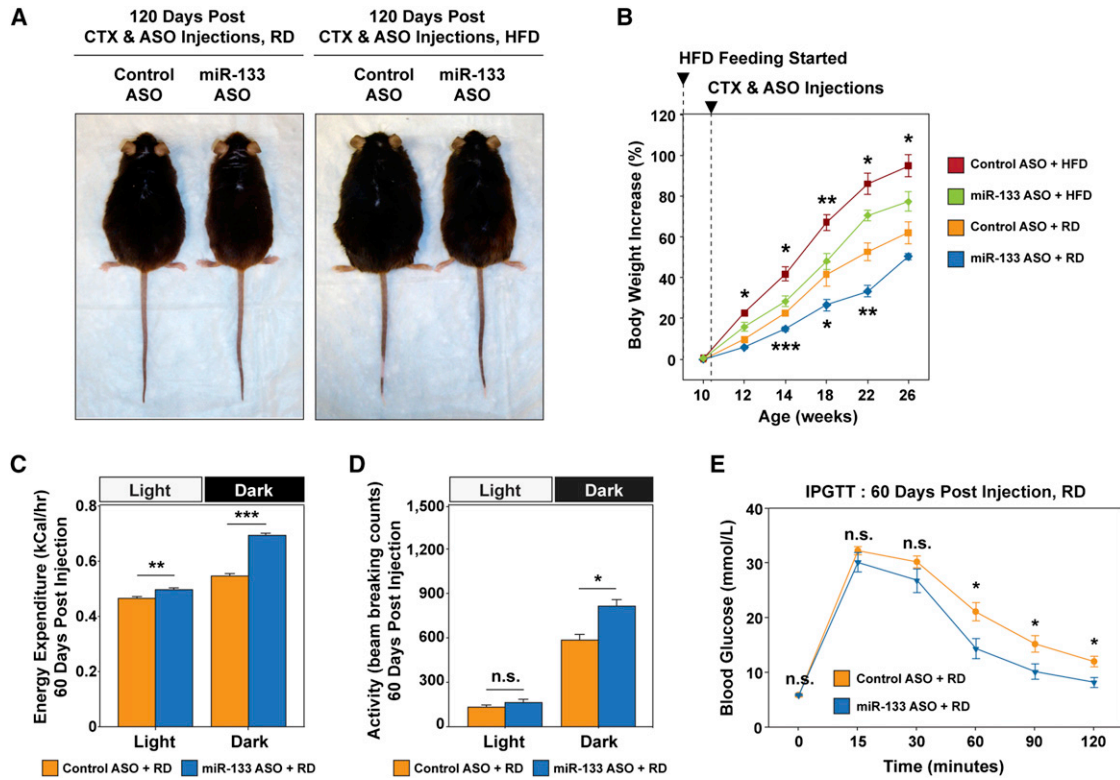 A
120 Days Post
CTX & ASO Injections, RD
120 Days Post
CTX & ASO Injections, HFD
Control
ASO
miR-133
ASO
Control
ASO
miR-133
ASO
B
HFD Feeding Started
CTX & ASO Injections
Body Weight Increase (%)
120
100
80
60
40
20
0
*
*
**
*
*
***
*
**
10 12 14 18 22 26
Age (weeks)
Control ASO + HFD
miR-133 ASO + HFD
Control ASO + RD
miR-133 ASO + RD
C
Light Dark
Energy Expenditure (kCal/hr)
60 Days Post Injection
0.8
0.6
0.4
0.2
0
**
***
Light Dark
Control ASO + RD miR-133 ASO + RD
D
Light Dark
Activity (beam breaking counts)
60 Days Post Injection
1,500
1,200
900
600
300
0
n.s.
*
Light Dark
Control ASO + RD miR-133 ASO + RD
E
IPGTT : 60 Days Post Injection, RD
Blood Glucose (mmol/L)
40
30
20
10
0
n.s.
n.s.
n.s.
*
*
*
Control ASO + RD
miR-133 ASO + RD
0 15 30 60 90 120
Time (minutes)